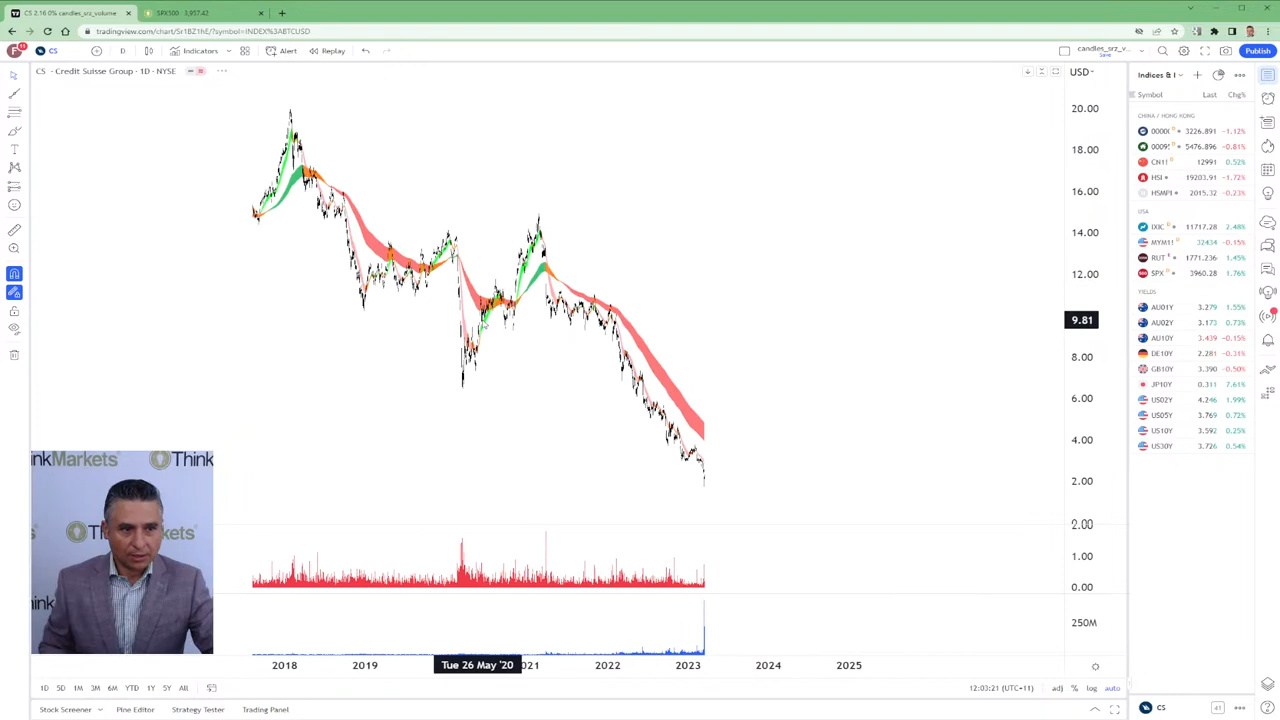 CS 2.16 0% candles_srz_volume
SPX500 3,957.42
tradingview.com/chart/Sr1BZ1hE/?symbol=INDEX%3ABTCUSD
CS D Indicators Alert Replay
candles_srz_v...
Save
Publish
CS · Credit Suisse Group · 1D · NYSE
USD
20.00
18.00
16.00
14.00
12.00
9.81
8.00
6.00
4.00
2.00
2.00
1.00
0.00
250M
2018 2019 Tue 26 May '20 021 2022 2023 2024 2025
1D 5D 1M 3M 6M YTD 1Y 5Y All
12:03:21 (UTC+11) adj % log auto
Stock Screener Pine Editor Strategy Tester Trading Panel
Indices & I
Symbol Last Chg%
CHINA / HONG KONG
3226.891 -1.12%
5476.896 -0.81%
CN1! 12991 0.52%
HSI 19203.91 -1.72%
HSMPI 2015.32 -0.23%
USA
IXIC 11717.28 2.48%
MYM1! 32434 -0.15%
RUT 1771.236 1.45%
SPX 3960.28 1.76%
YIELDS
AU01Y 3.279 1.55%
AU02Y 3.173 0.73%
AU10Y 3.439 -0.15%
DE10Y 2.281 -0.31%
GB10Y 3.390 -0.50%
JP10Y 0.311 7.61%
US02Y 4.246 1.99%
US05Y 3.769 0.72%
US10Y 3.592 0.25%
US30Y 3.726 0.54%
CS
ThinkMarkets Think
Thi kets